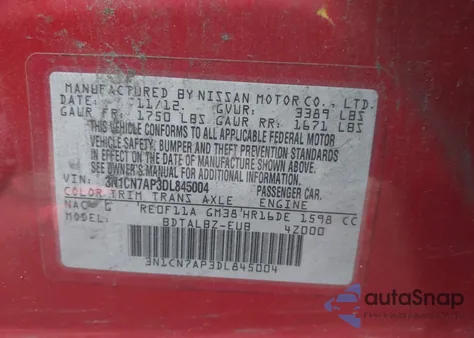 MANUFACTURED BY NISSAN MOTOR CO., LTD.
DATE: 11/12. GVWR: 3389 LBS
GAWR FR: 1750 LBS GAWR RR: 1671 LBS
THIS VEHICLE CONFORMS TO ALL APPLICABLE FEDERAL MOTOR
VEHICLE SAFETY, BUMPER AND THEFT PREVENTION STANDARDS
IN EFFECT ON THE DATE OF MANUFACTURE SHOWN ABOVE.
SEE OWNER'S MANUAL FOR ADDITIONAL INFORMATION.
VIN: 3N1CN7AP3DL845004 PASSENGER CAR.
COLOR TRIM TRANS AXLE ENGINE
NAC G RE0F11A GM38 HR16DE 1598 CC
BDTALBZ-EUB 4Z000
3N1CN7AP3DL845004
autoSnap